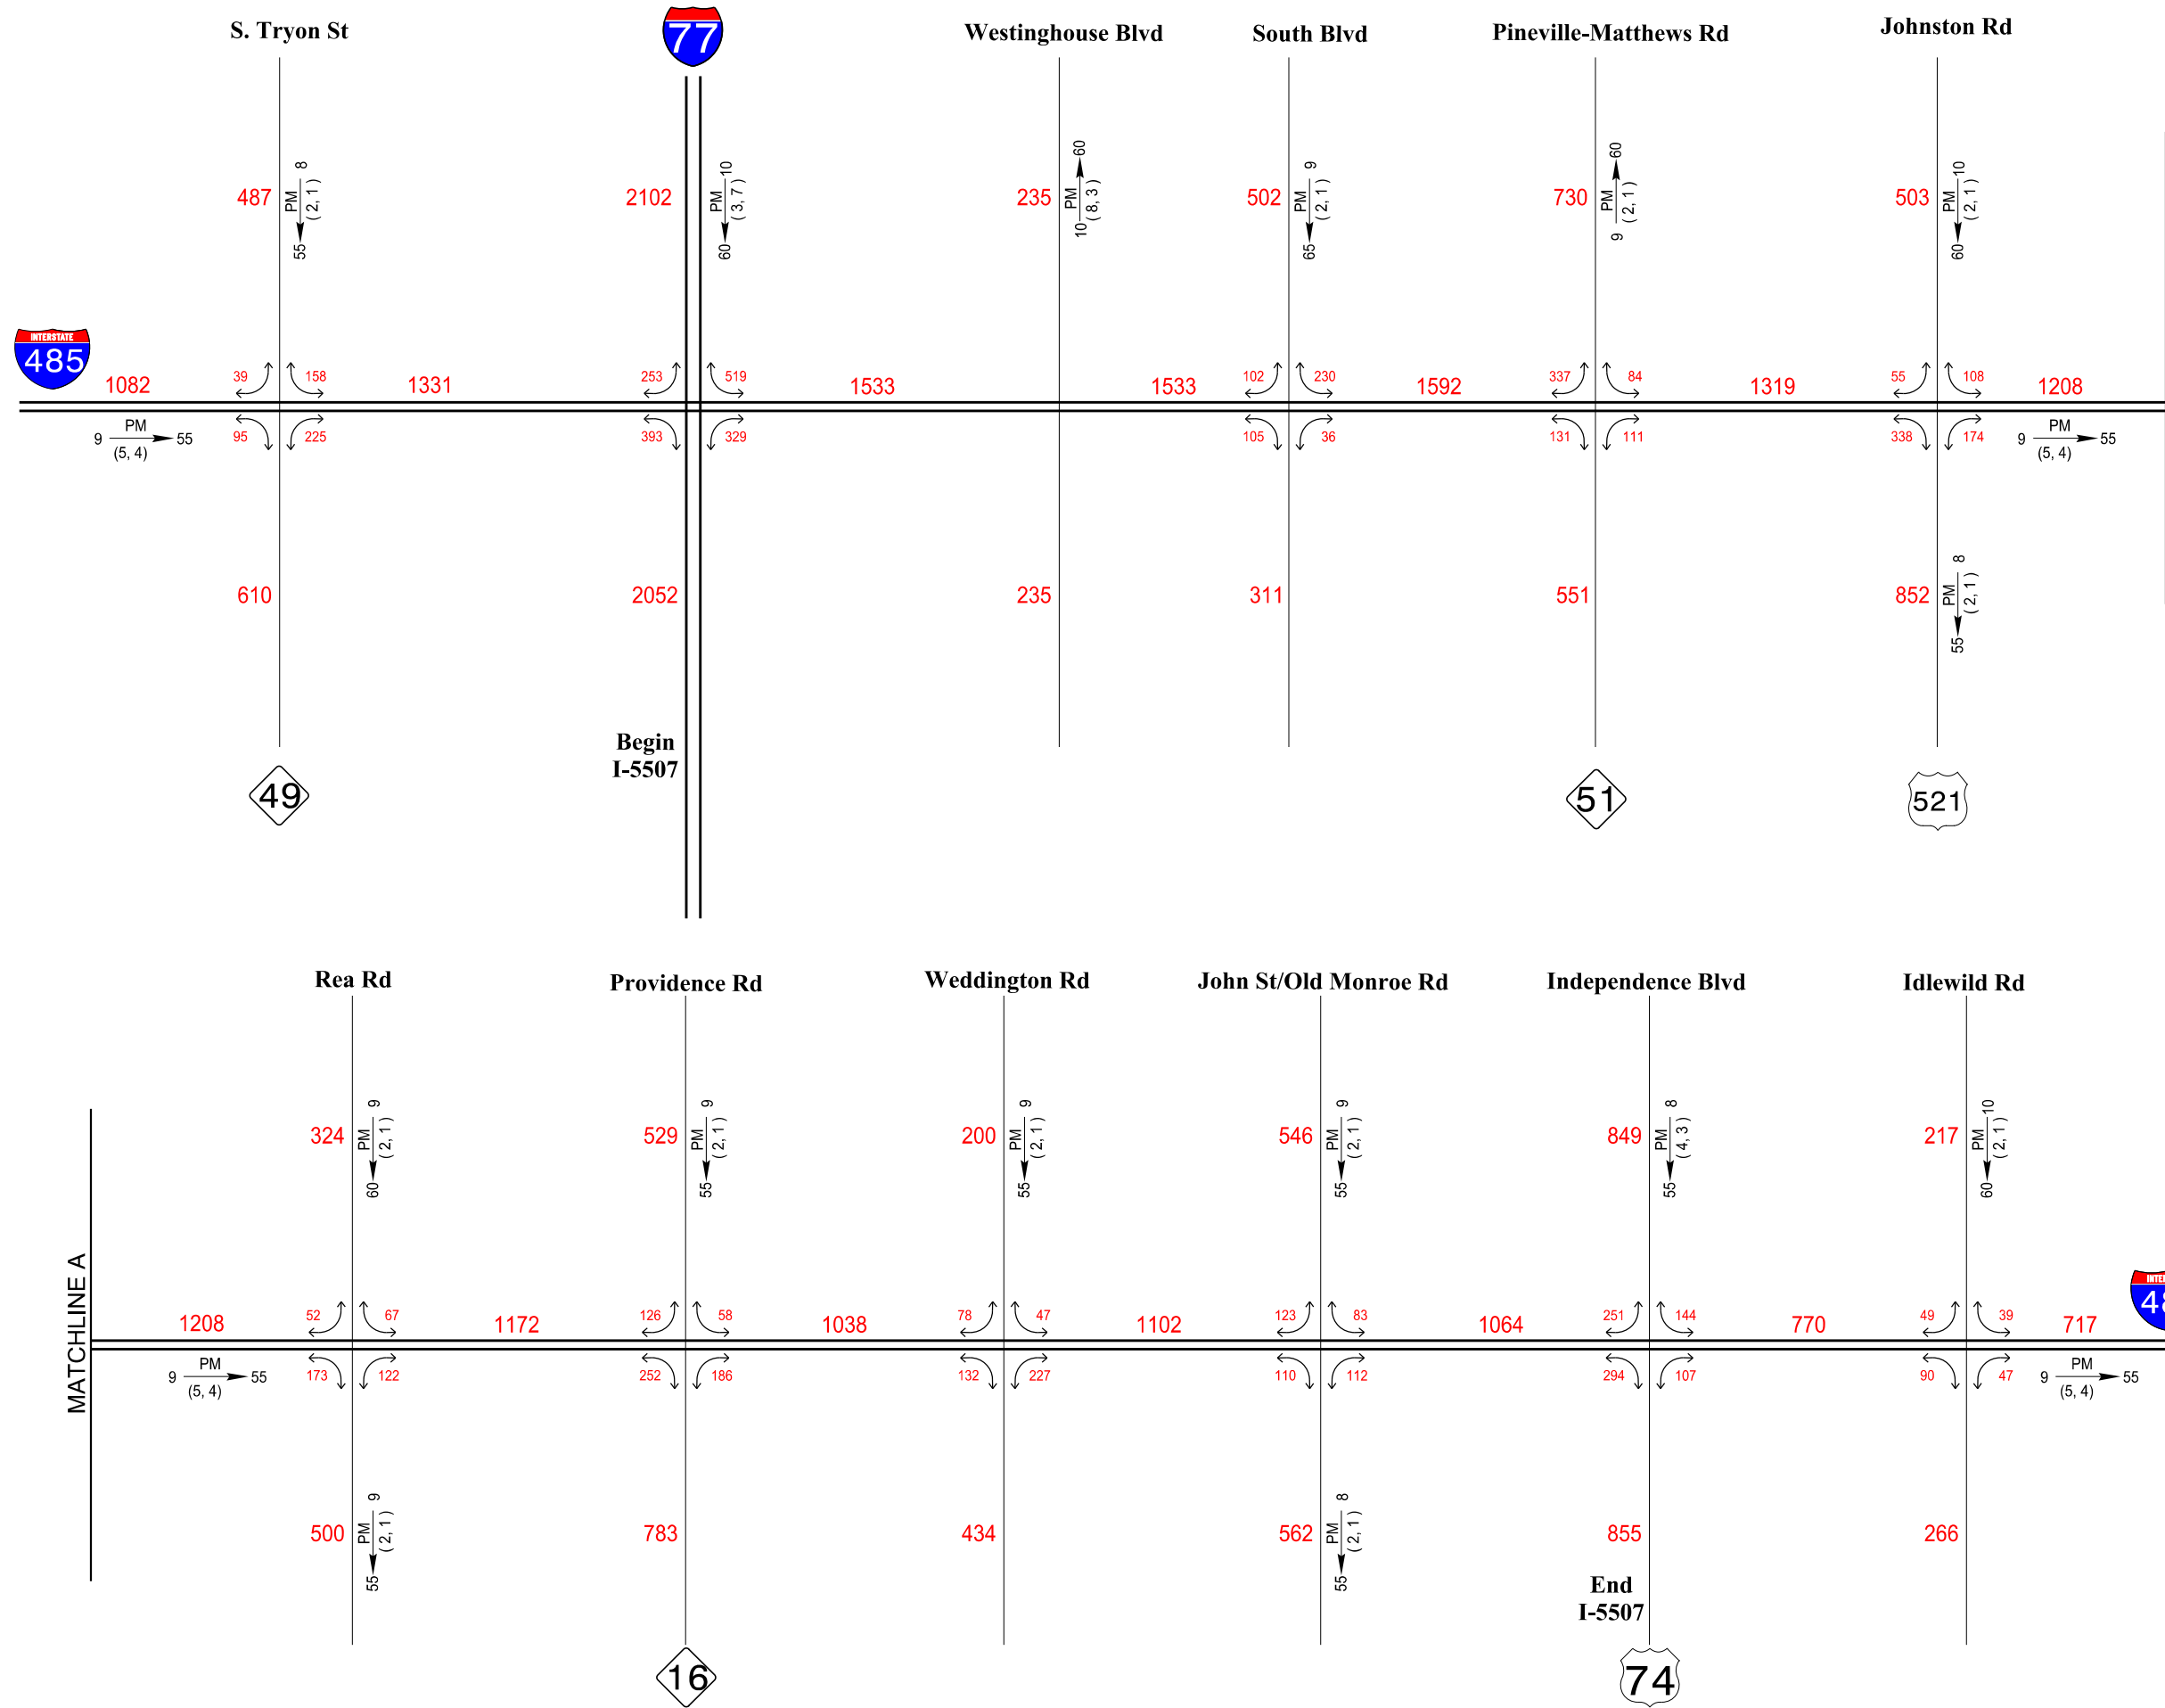 S. Tryon St
77
Westinghouse Blvd
South Blvd
Pineville-Matthews Rd
Johnston Rd
487
8
PM
( 2, 1 )
55
2102
10
PM
( 3, 7 )
60
235
60
PM
( 8, 3 )
10
502
9
PM
( 2, 1 )
65
730
60
PM
( 2, 1 )
9
503
10
PM
( 2, 1 )
60
INTERSTATE
485
1082
39
158
1331
253
519
1533
1533
102
230
1592
337
84
1319
55
108
1208
9 PM 55
(5, 4)
95
225
393
329
105
36
131
111
338
174
9 PM 55
(5, 4)
610
2052
235
311
551
852
8
PM
( 2, 1 )
55
Begin
I-5507
49
51
521
Rea Rd
Providence Rd
Weddington Rd
John St/Old Monroe Rd
Independence Blvd
Idlewild Rd
324
9
PM
( 2, 1 )
60
529
9
PM
( 2, 1 )
55
200
9
PM
( 2, 1 )
55
546
9
PM
( 2, 1 )
55
849
8
PM
( 4, 3 )
55
217
10
PM
( 2, 1 )
60
MATCHLINE A
1208
52
67
1172
126
58
1038
78
47
1102
123
83
1064
251
144
770
49
39
717
9 PM 55
(5, 4)
173
122
252
186
132
227
110
112
294
107
90
47
9 PM 55
(5, 4)
500
9
PM
( 2, 1 )
55
783
434
562
8
PM
( 2, 1 )
55
855
266
End
I-5507
16
74